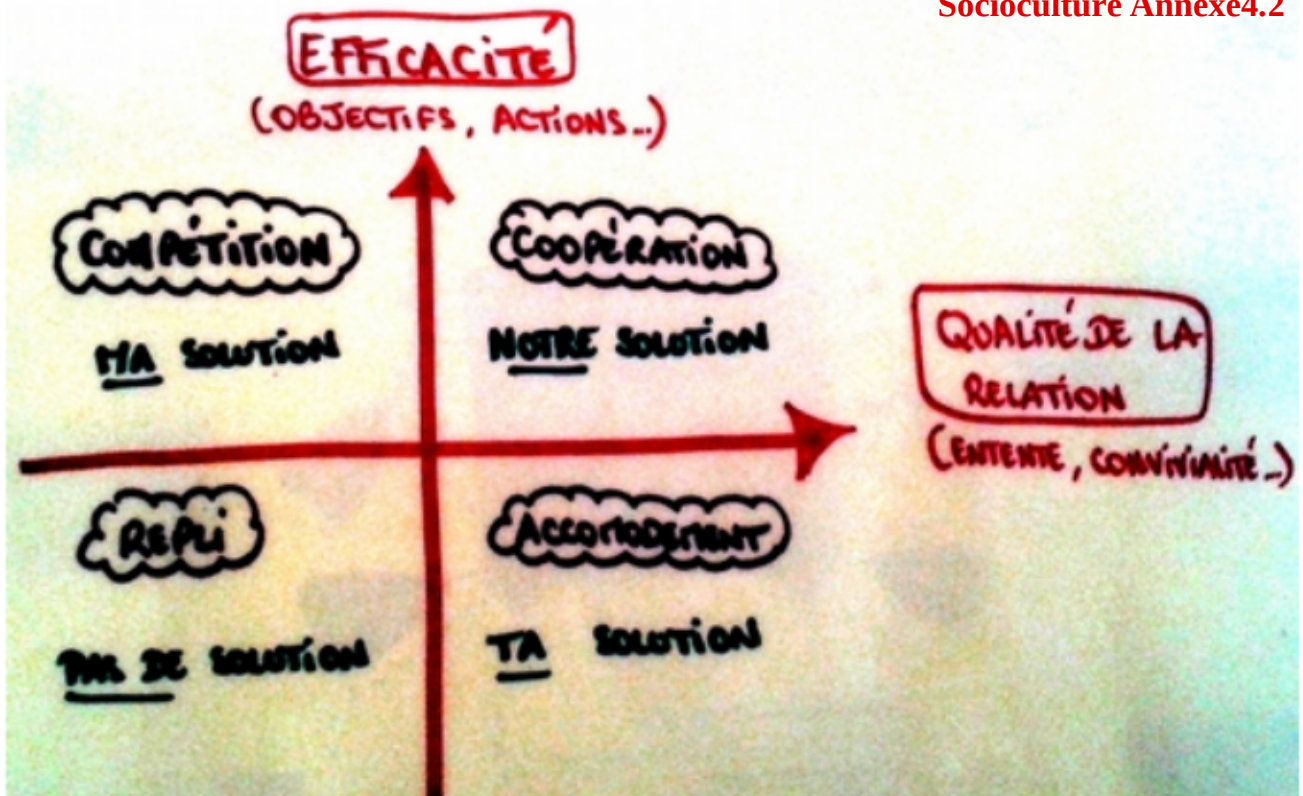 Socioculture Annexe4.2
EFFICACITÉ
(OBJECTIFS, ACTIONS...)
COMPÉTITION
COOPÉRATION
MA SOLUTION
NOTRE SOLUTION
QUALITÉ DE LA
RELATION
(ENTENTE, CONVIVIALITÉ...)
REPLI
ACCOMODEMENT
PAS DE SOLUTION
TA SOLUTION